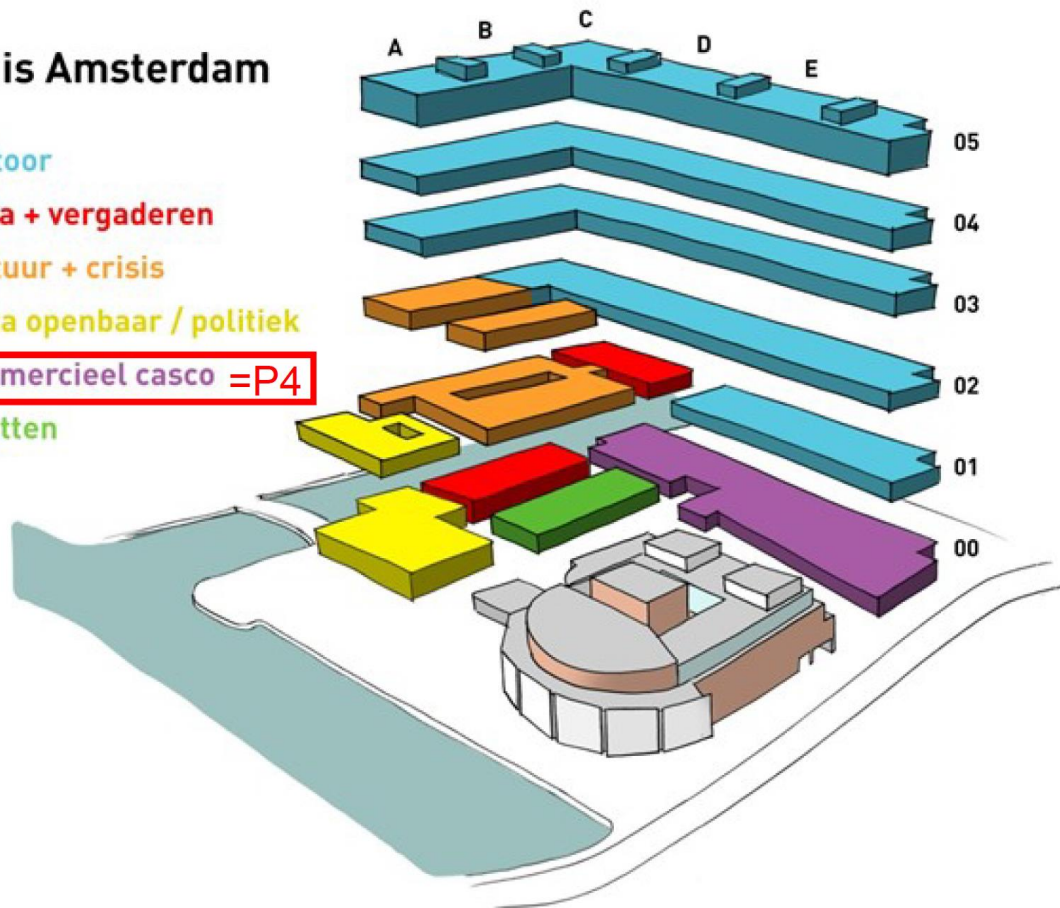 is Amsterdam
toor
a + vergaderen
tuur + crisis
a openbaar / politiek
mercieel casco =P4
tten
A
B
C
D
E
05
04
03
02
01
00